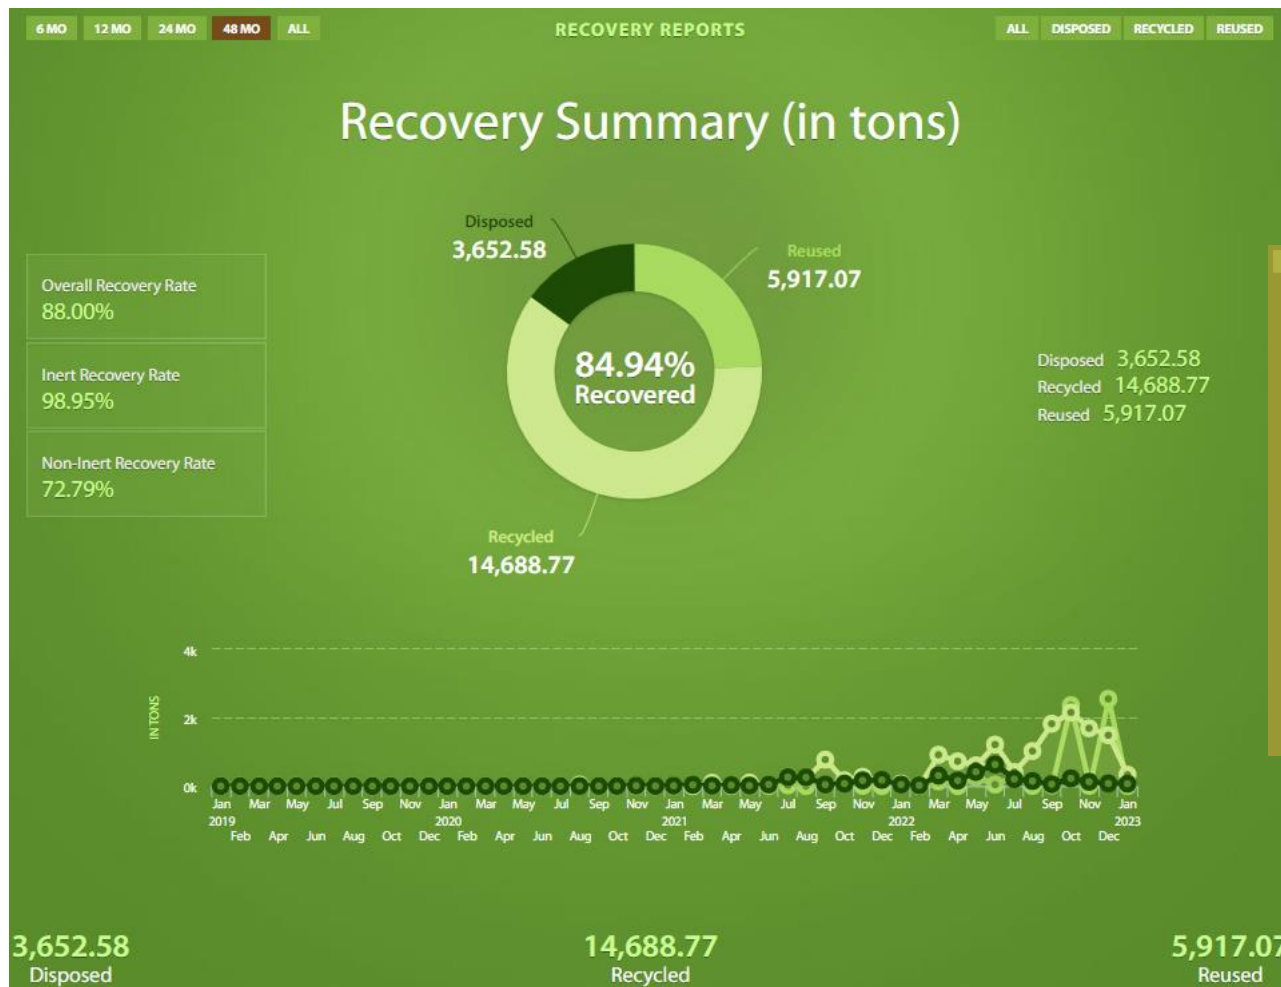 6 MO 12 MO 24 MO 48 MO ALL RECOVERY REPORTS ALL DISPOSED RECYCLED REUSED
Recovery Summary (in tons)
Disposed
3,652.58
Reused
5,917.07
Overall Recovery Rate
88.00%
Inert Recovery Rate
98.95%
Non-Inert Recovery Rate
72.79%
84.94%
Recovered
Disposed 3,652.58
Recycled 14,688.77
Reused 5,917.07
Recycled
14,688.77
4k
2k
0k
IN TONS
Jan Mar May Jul Sep Nov Jan Mar May Jul Sep Nov Jan Mar May Jul Sep Nov Jan Mar May Jul Sep Nov Jan
2019 2020 2021 2022 2023
Feb Apr Jun Aug Oct Dec Feb Apr Jun Aug Oct Dec Feb Apr Jun Aug Oct Dec Feb Apr Jun Aug Oct Dec
3,652.58 14,688.77 5,917.07
Disposed Recycled Reused